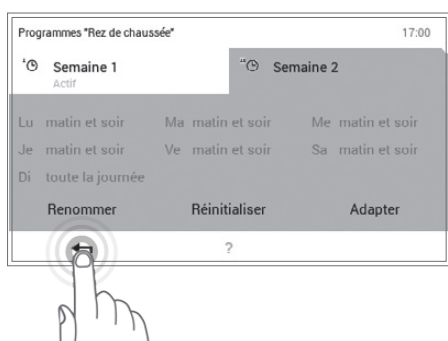 Programmes "Rez de chaussée" 17:00
Semaine 1 Semaine 2
Actif
Lu matin et soir Ma matin et soir Me matin et soir
Je matin et soir Ve matin et soir Sa matin et soir
Di toute la journée
Renommer Réinitialiser Adapter
?